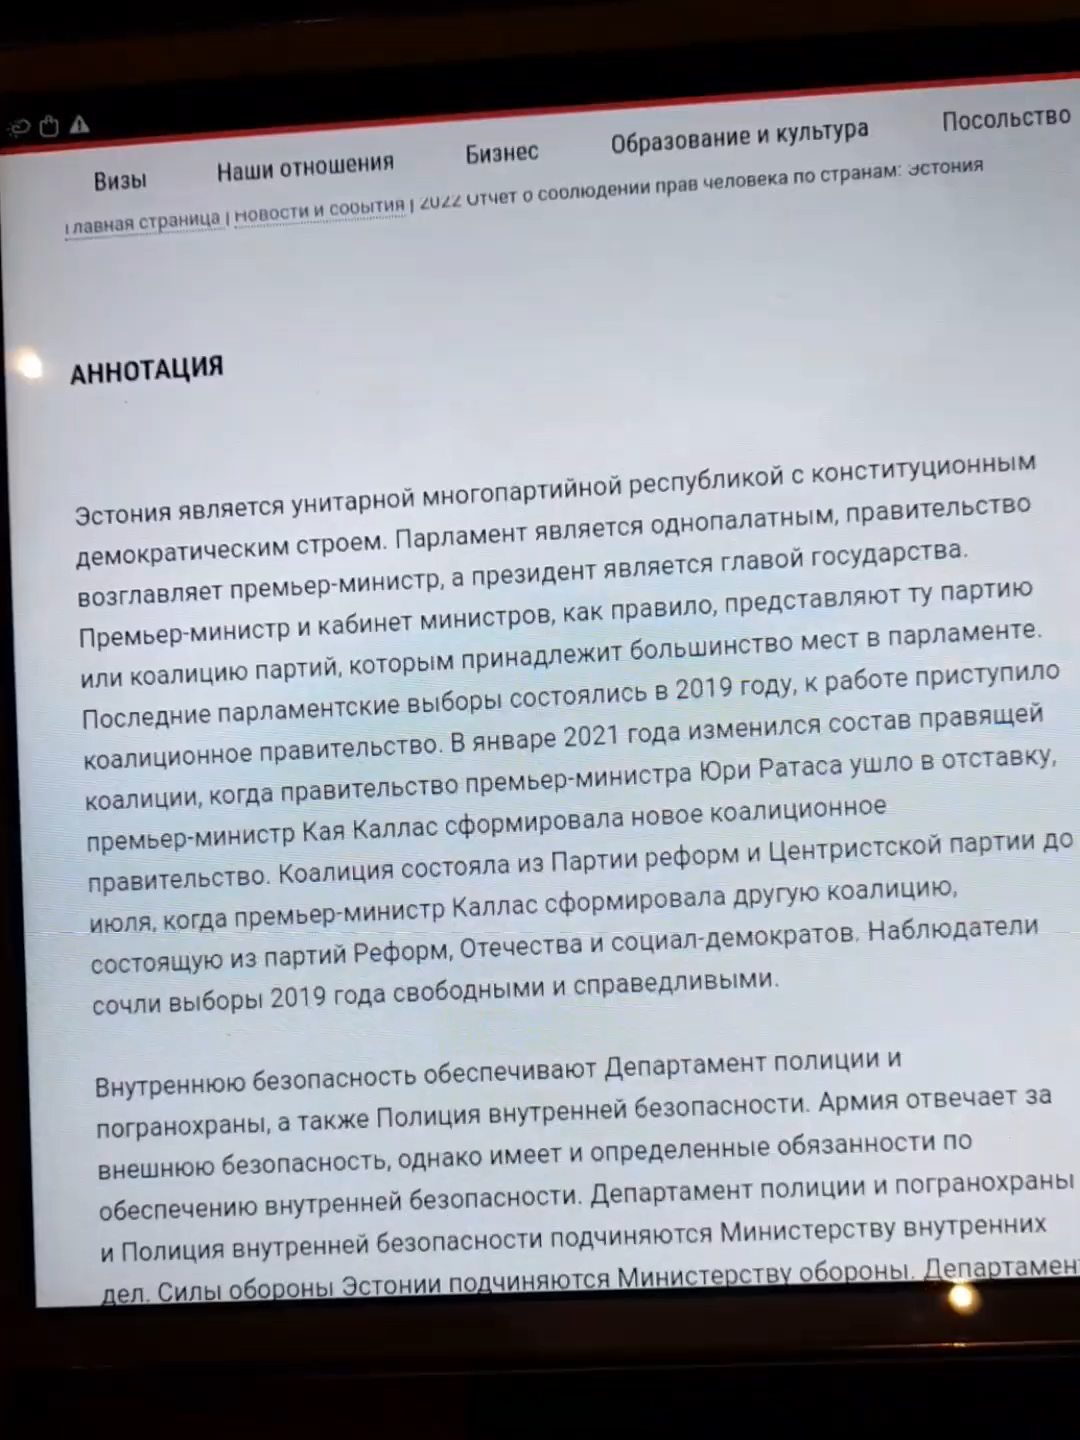 Визы Наши отношения Бизнес Образование и культура Посольство
Главная страница | Новости и события | 2022 Отчет о соблюдении прав человека по странам: Эстония
АННОТАЦИЯ
Эстония является унитарной многопартийной республикой с конституционным
демократическим строем. Парламент является однопалатным, правительство
возглавляет премьер-министр, а президент является главой государства.
Премьер-министр и кабинет министров, как правило, представляют ту партию
или коалицию партий, которым принадлежит большинство мест в парламенте.
Последние парламентские выборы состоялись в 2019 году, к работе приступило
коалиционное правительство. В январе 2021 года изменился состав правящей
коалиции, когда правительство премьер-министра Юри Ратаса ушло в отставку,
премьер-министр Кая Каллас сформировала новое коалиционное
правительство. Коалиция состояла из Партии реформ и Центристской партии до
июля, когда премьер-министр Каллас сформировала другую коалицию,
состоящую из партий Реформ, Отечества и социал-демократов. Наблюдатели
сочли выборы 2019 года свободными и справедливыми.
Внутреннюю безопасность обеспечивают Департамент полиции и
погранохраны, а также Полиция внутренней безопасности. Армия отвечает за
внешнюю безопасность, однако имеет и определенные обязанности по
обеспечению внутренней безопасности. Департамент полиции и погранохраны
и Полиция внутренней безопасности подчиняются Министерству внутренних
дел. Силы обороны Эстонии подчиняются Министерству обороны. Департамент